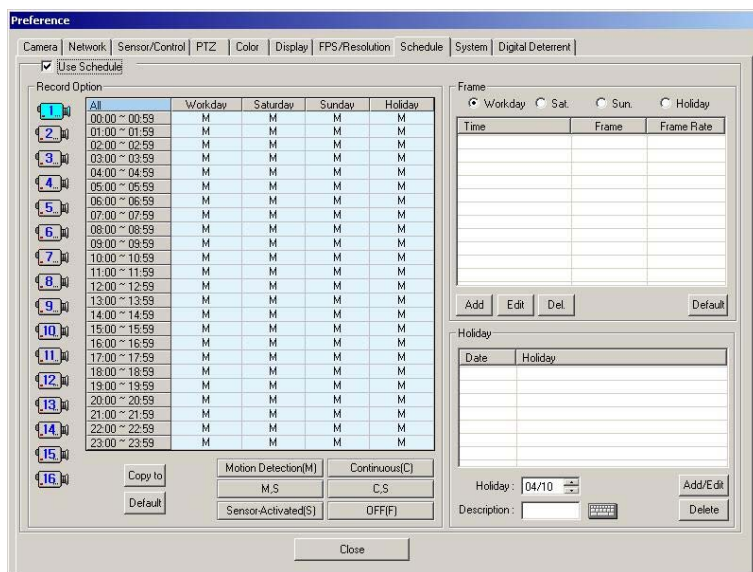 Preference
Camera Network Sensor/Control PTZ Color Display FPS/Resolution Schedule System Digital Deterrent
Use Schedule
Record Option
1
2
3
4
5
6
7
8
9
10
11
12
13
14
15
16
All Workday Saturday Sunday Holiday
00:00 ~ 00:59 M M M M
01:00 ~ 01:59 M M M M
02:00 ~ 02:59 M M M M
03:00 ~ 03:59 M M M M
04:00 ~ 04:59 M M M M
05:00 ~ 05:59 M M M M
06:00 ~ 06:59 M M M M
07:00 ~ 07:59 M M M M
08:00 ~ 08:59 M M M M
09:00 ~ 09:59 M M M M
10:00 ~ 10:59 M M M M
11:00 ~ 11:59 M M M M
12:00 ~ 12:59 M M M M
13:00 ~ 13:59 M M M M
14:00 ~ 14:59 M M M M
15:00 ~ 15:59 M M M M
16:00 ~ 16:59 M M M M
17:00 ~ 17:59 M M M M
18:00 ~ 18:59 M M M M
19:00 ~ 19:59 M M M M
20:00 ~ 20:59 M M M M
21:00 ~ 21:59 M M M M
22:00 ~ 22:59 M M M M
23:00 ~ 23:59 M M M M
Copy to
Default
Motion Detection(M) Continuous(C)
M,S C,S
Sensor-Activated(S) OFF(F)
Frame
Workday Sat. Sun. Holiday
Time Frame Frame Rate
Add Edit Del. Default
Holiday
Date Holiday
Holiday : 04/10 Add/Edit
Description : Delete
Close